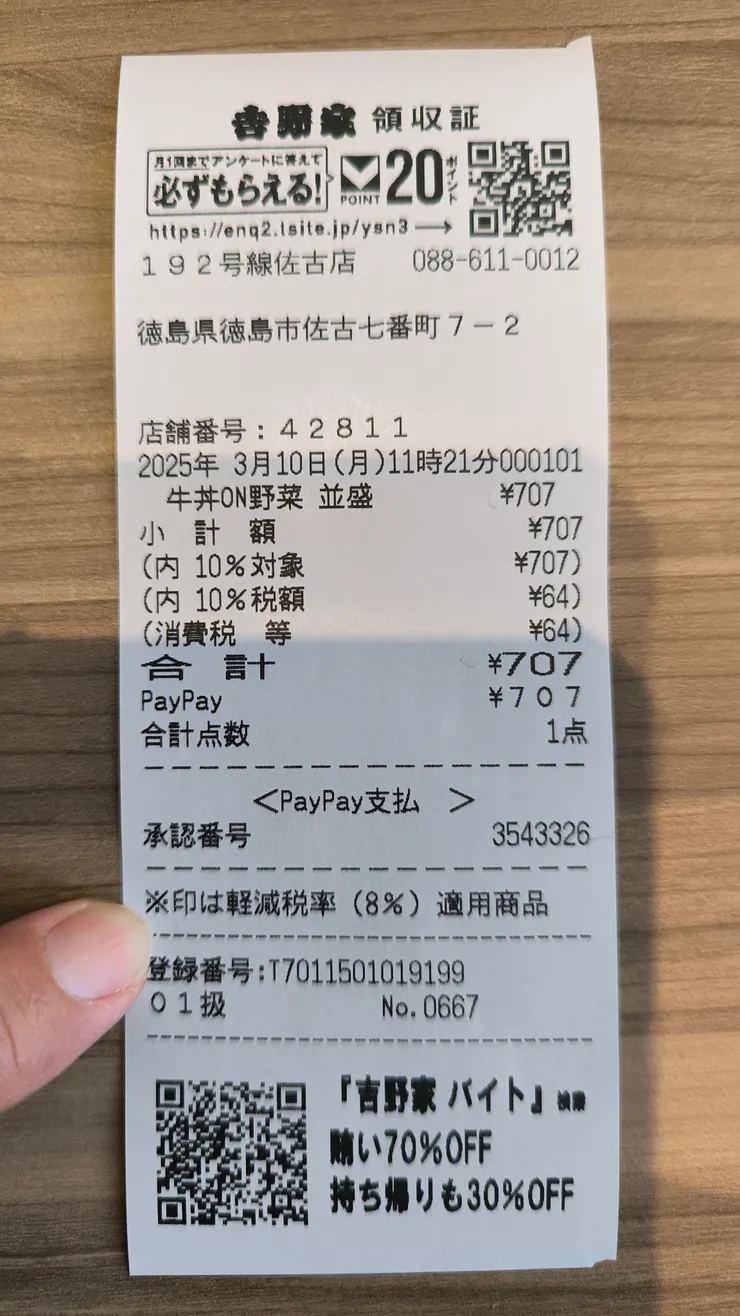 吉野家 領収証
月1回までアンケートに答えて
必ずもらえる!
POINT 20ポイント
https://enq2.tsite.jp/ysn3→
192号線佐古店 088-611-0012
徳島県徳島市佐古七番町7-2
店舗番号:42811
2025年 3月10日(月)11時21分000101
牛丼ON野菜 並盛 ¥707
小 計 額 ¥707
(内 10%対象 ¥707)
(内 10%税額 ¥64)
(消費税 等 ¥64)
合 計 ¥707
PayPay ¥707
合計点数 1点
<PayPay支払 >
承認番号 3543326
※印は軽減税率(8%)適用商品
登録番号:T7011501019199
01扱 No.0667
『吉野家 バイト』検索
賄い70%OFF
持ち帰りも30%OFF